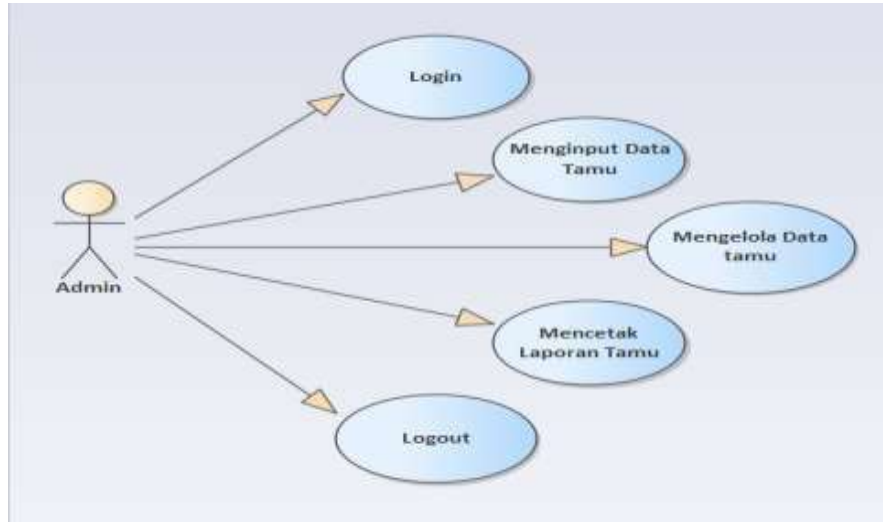 Login
Menginput Data
Tamu
Mengelola Data
tamu
Admin
Mencetak
Laporan Tamu
Logout